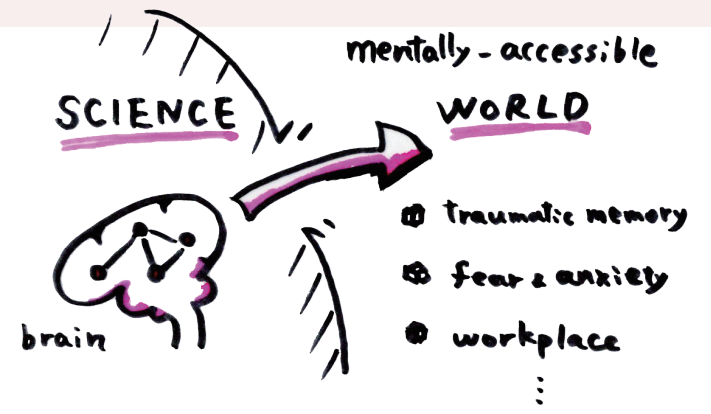 mentally-accessible
SCIENCE
WORLD
brain
traumatic memory
fear & anxiety
workplace
⋮